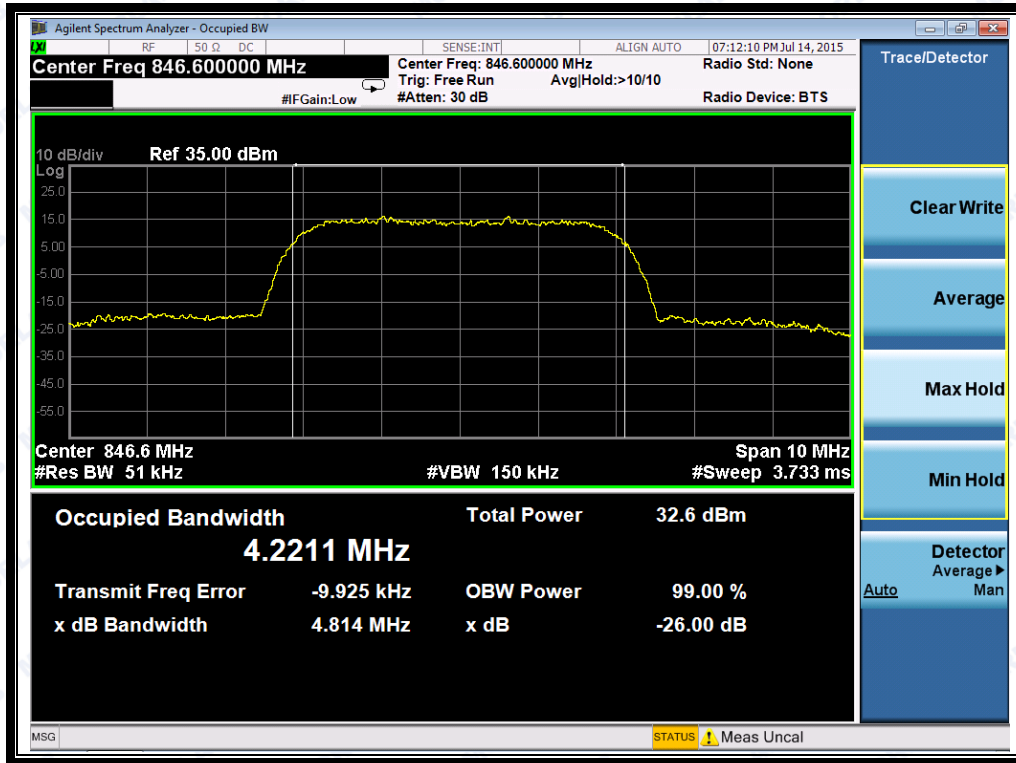 Agilent Spectrum Analyzer - Occupied BW
LXI RF 50 Ω DC SENSE:INT ALIGN AUTO 07:12:10 PM Jul 14, 2015
Center Freq 846.600000 MHz Center Freq: 846.600000 MHz Radio Std: None
Trig: Free Run Avg|Hold:>10/10
#IFGain:Low #Atten: 30 dB Radio Device: BTS
10 dB/div Ref 35.00 dBm
Log
25.0
15.0
5.00
-5.00
-15.0
-25.0
-35.0
-45.0
-55.0
Center 846.6 MHz Span 10 MHz
#Res BW 51 kHz #VBW 150 kHz #Sweep 3.733 ms
Occupied Bandwidth Total Power 32.6 dBm
4.2211 MHz
Transmit Freq Error -9.925 kHz OBW Power 99.00 %
x dB Bandwidth 4.814 MHz x dB -26.00 dB
Trace/Detector
Clear Write
Average
Max Hold
Min Hold
Detector
Average▶
Auto Man
MSG STATUS Meas Uncal